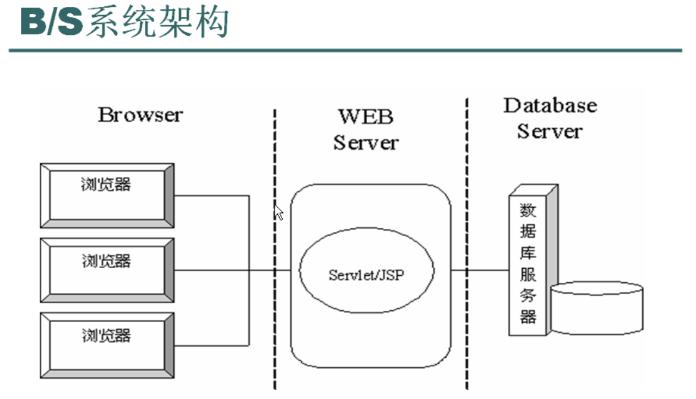 B/S系统架构
Browser
WEB
Server
Database
Server
浏览器
浏览器
浏览器
Servlet/JSP
数据库服务器